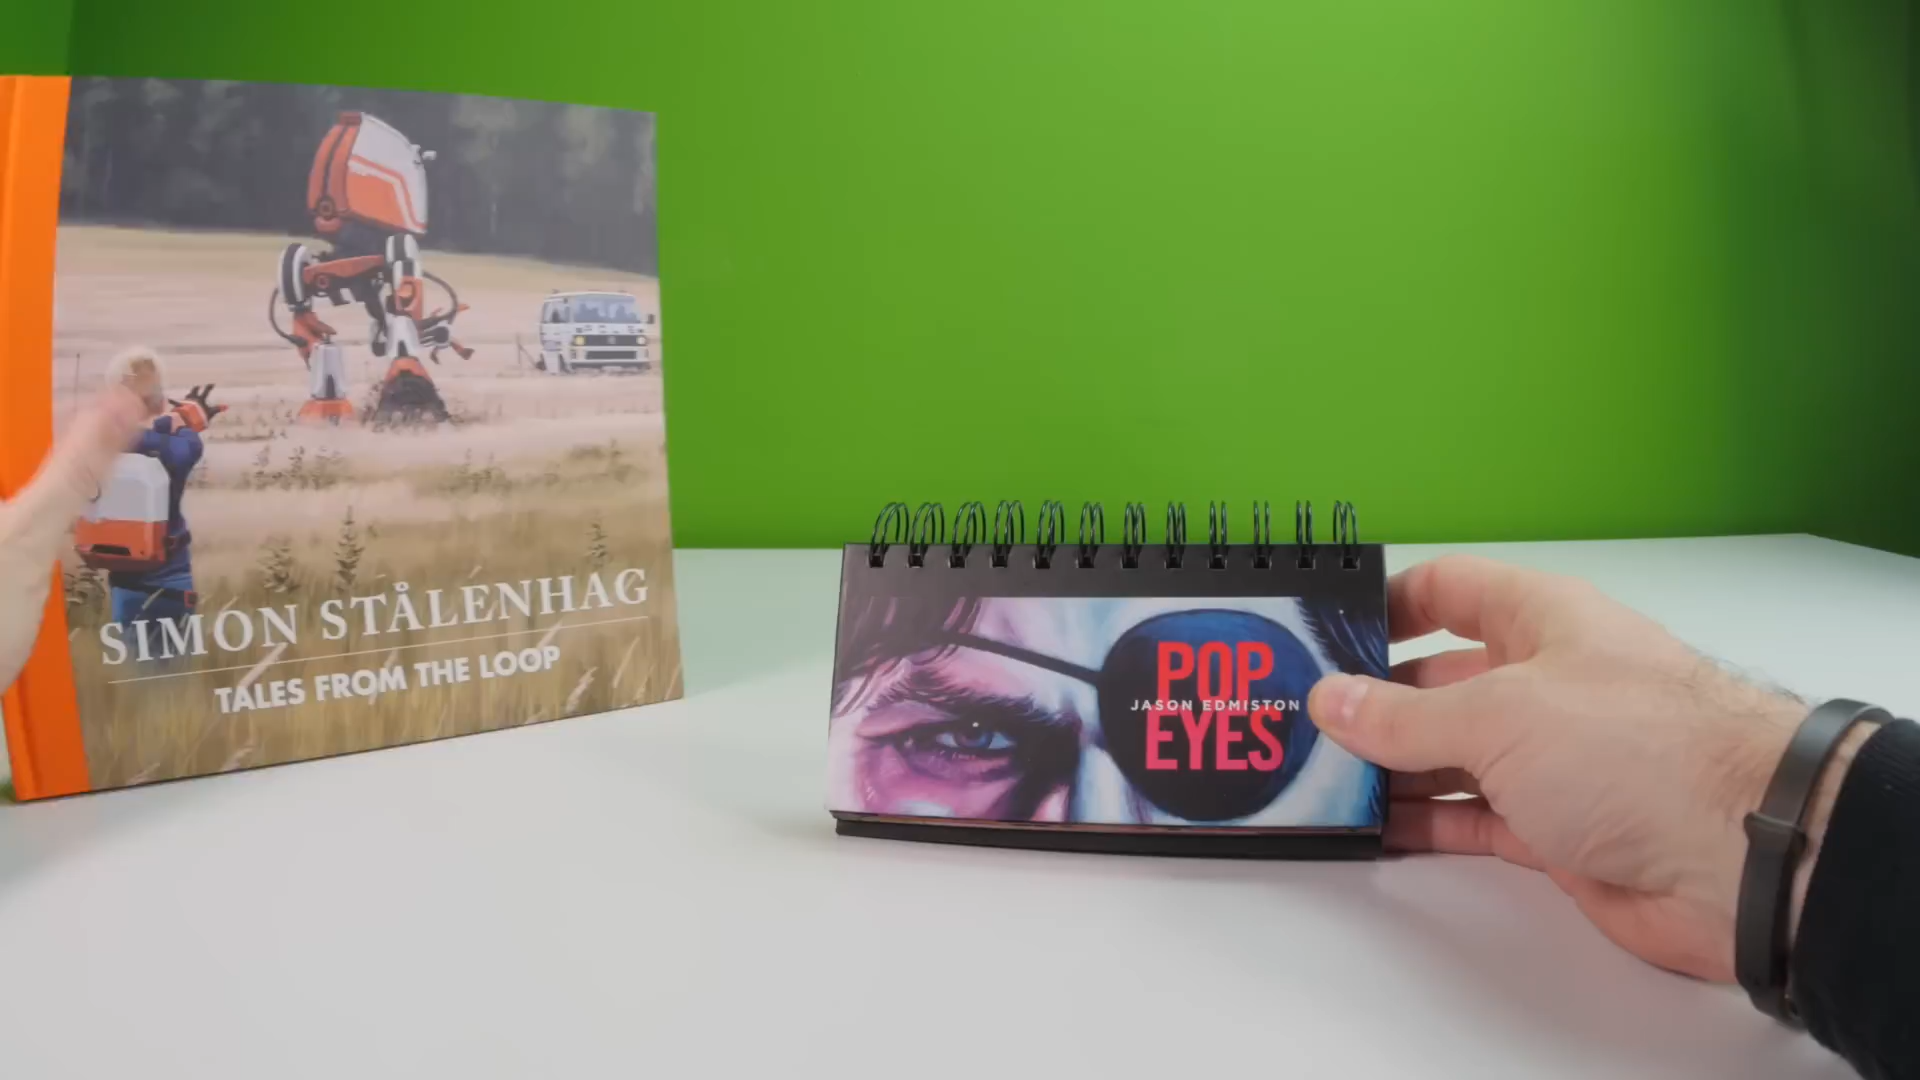 SIMON STÅLENHAG
TALES FROM THE LOOP
POP
JASON EDMISTON
EYES